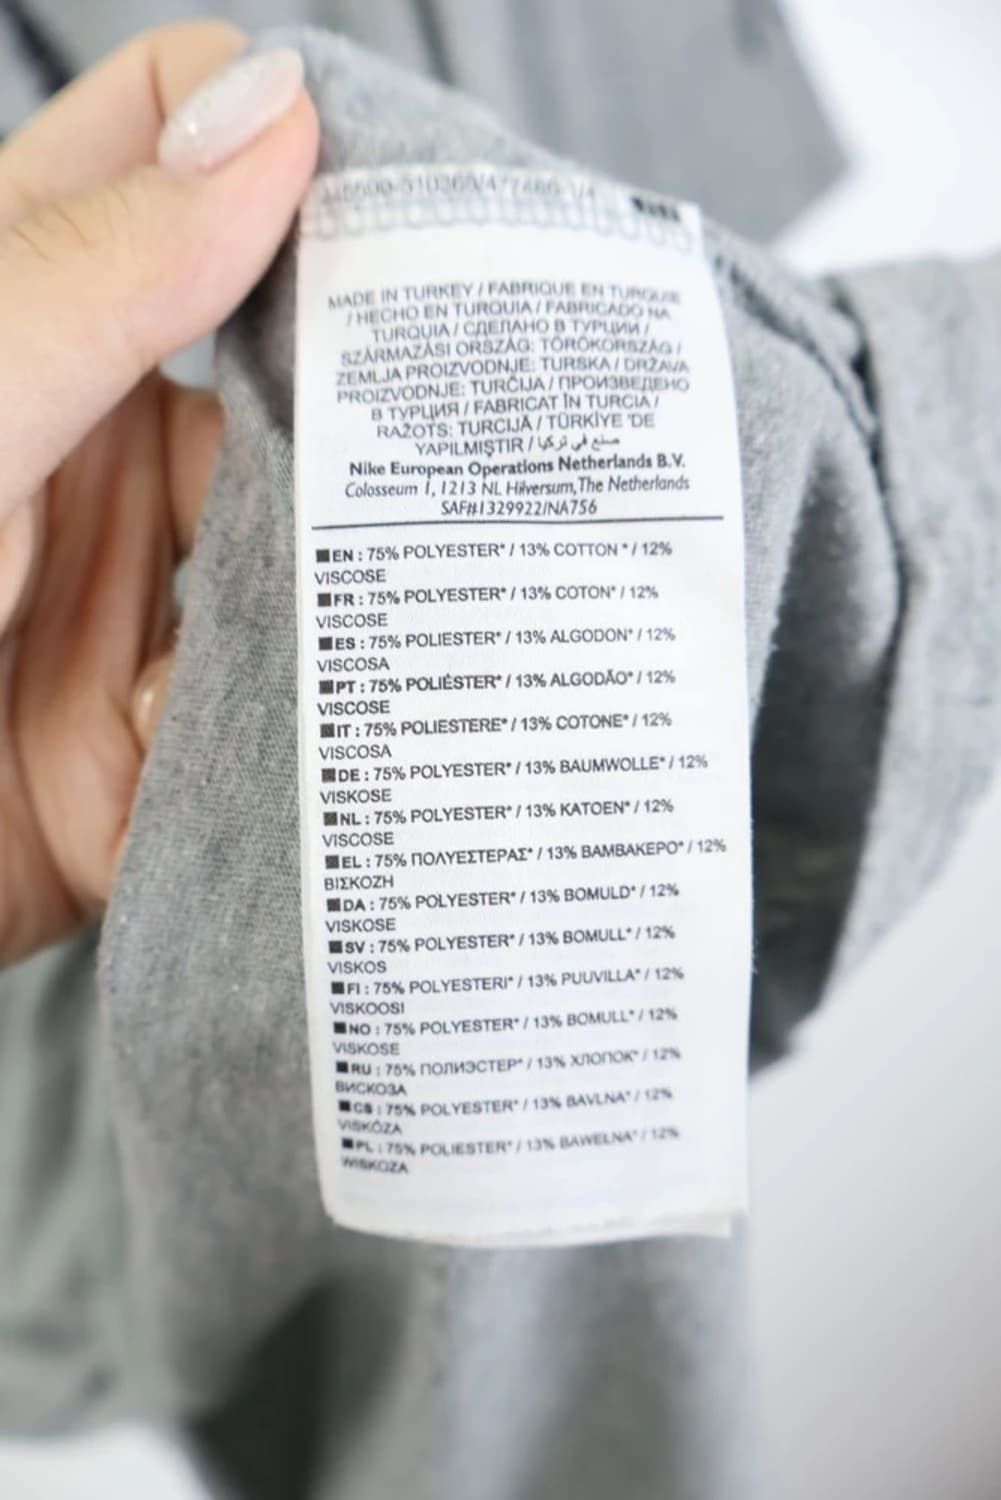 MADE IN TURKEY / FABRIQUE EN TURQUIE
/ HECHO EN TURQUIA / FABRICADO NA
TURQUIA / СДЕЛАНО В ТУРЦИИ /
SZÁRMAZÁSI ORSZÁG: TÖRÖKORSZÁG /
ZEMLJA PROIZVODNJE: TURSKA / DRŽAVA
PROIZVODNJE: TURČIJA / ПРОИЗВЕДЕНО
В ТУРЦИЯ / FABRICAT ÎN TURCIA /
RAŽOTS: TURCIJĀ / TÜRKİYE 'DE
YAPILMIŞTIR / صنع في تركيا
Nike European Operations Netherlands B.V.
Colosseum 1, 1213 NL Hilversum, The Netherlands
SAF#1329922/NA756
EN : 75% POLYESTER* / 13% COTTON * / 12%
VISCOSE
FR : 75% POLYESTER* / 13% COTON* / 12%
VISCOSE
ES : 75% POLIESTER* / 13% ALGODON* / 12%
VISCOSA
PT : 75% POLIÉSTER* / 13% ALGODÃO* / 12%
VISCOSE
IT : 75% POLIESTERE* / 13% COTONE* / 12%
VISCOSA
DE : 75% POLYESTER* / 13% BAUMWOLLE* / 12%
VISKOSE
NL : 75% POLYESTER* / 13% KATOEN* / 12%
VISCOSE
EL : 75% ΠΟΛΥΕΣΤΕΡΑΣ* / 13% ΒΑΜΒΑΚΕΡΟ* / 12%
ΒΙΣΚΟΖΗ
DA : 75% POLYESTER* / 13% BOMULD* / 12%
VISKOSE
SV : 75% POLYESTER* / 13% BOMULL* / 12%
VISKOS
FI : 75% POLYESTERI* / 13% PUUVILLA* / 12%
VISKOOSI
NO : 75% POLYESTER* / 13% BOMULL* / 12%
VISKOSE
RU : 75% ПОЛИЭСТЕР* / 13% ХЛОПОК* / 12%
ВИСКОЗА
CS : 75% POLYESTER* / 13% BAVLNA* / 12%
VISKÓZA
PL : 75% POLIESTER* / 13% BAWELNA* / 12%
WISKOZA